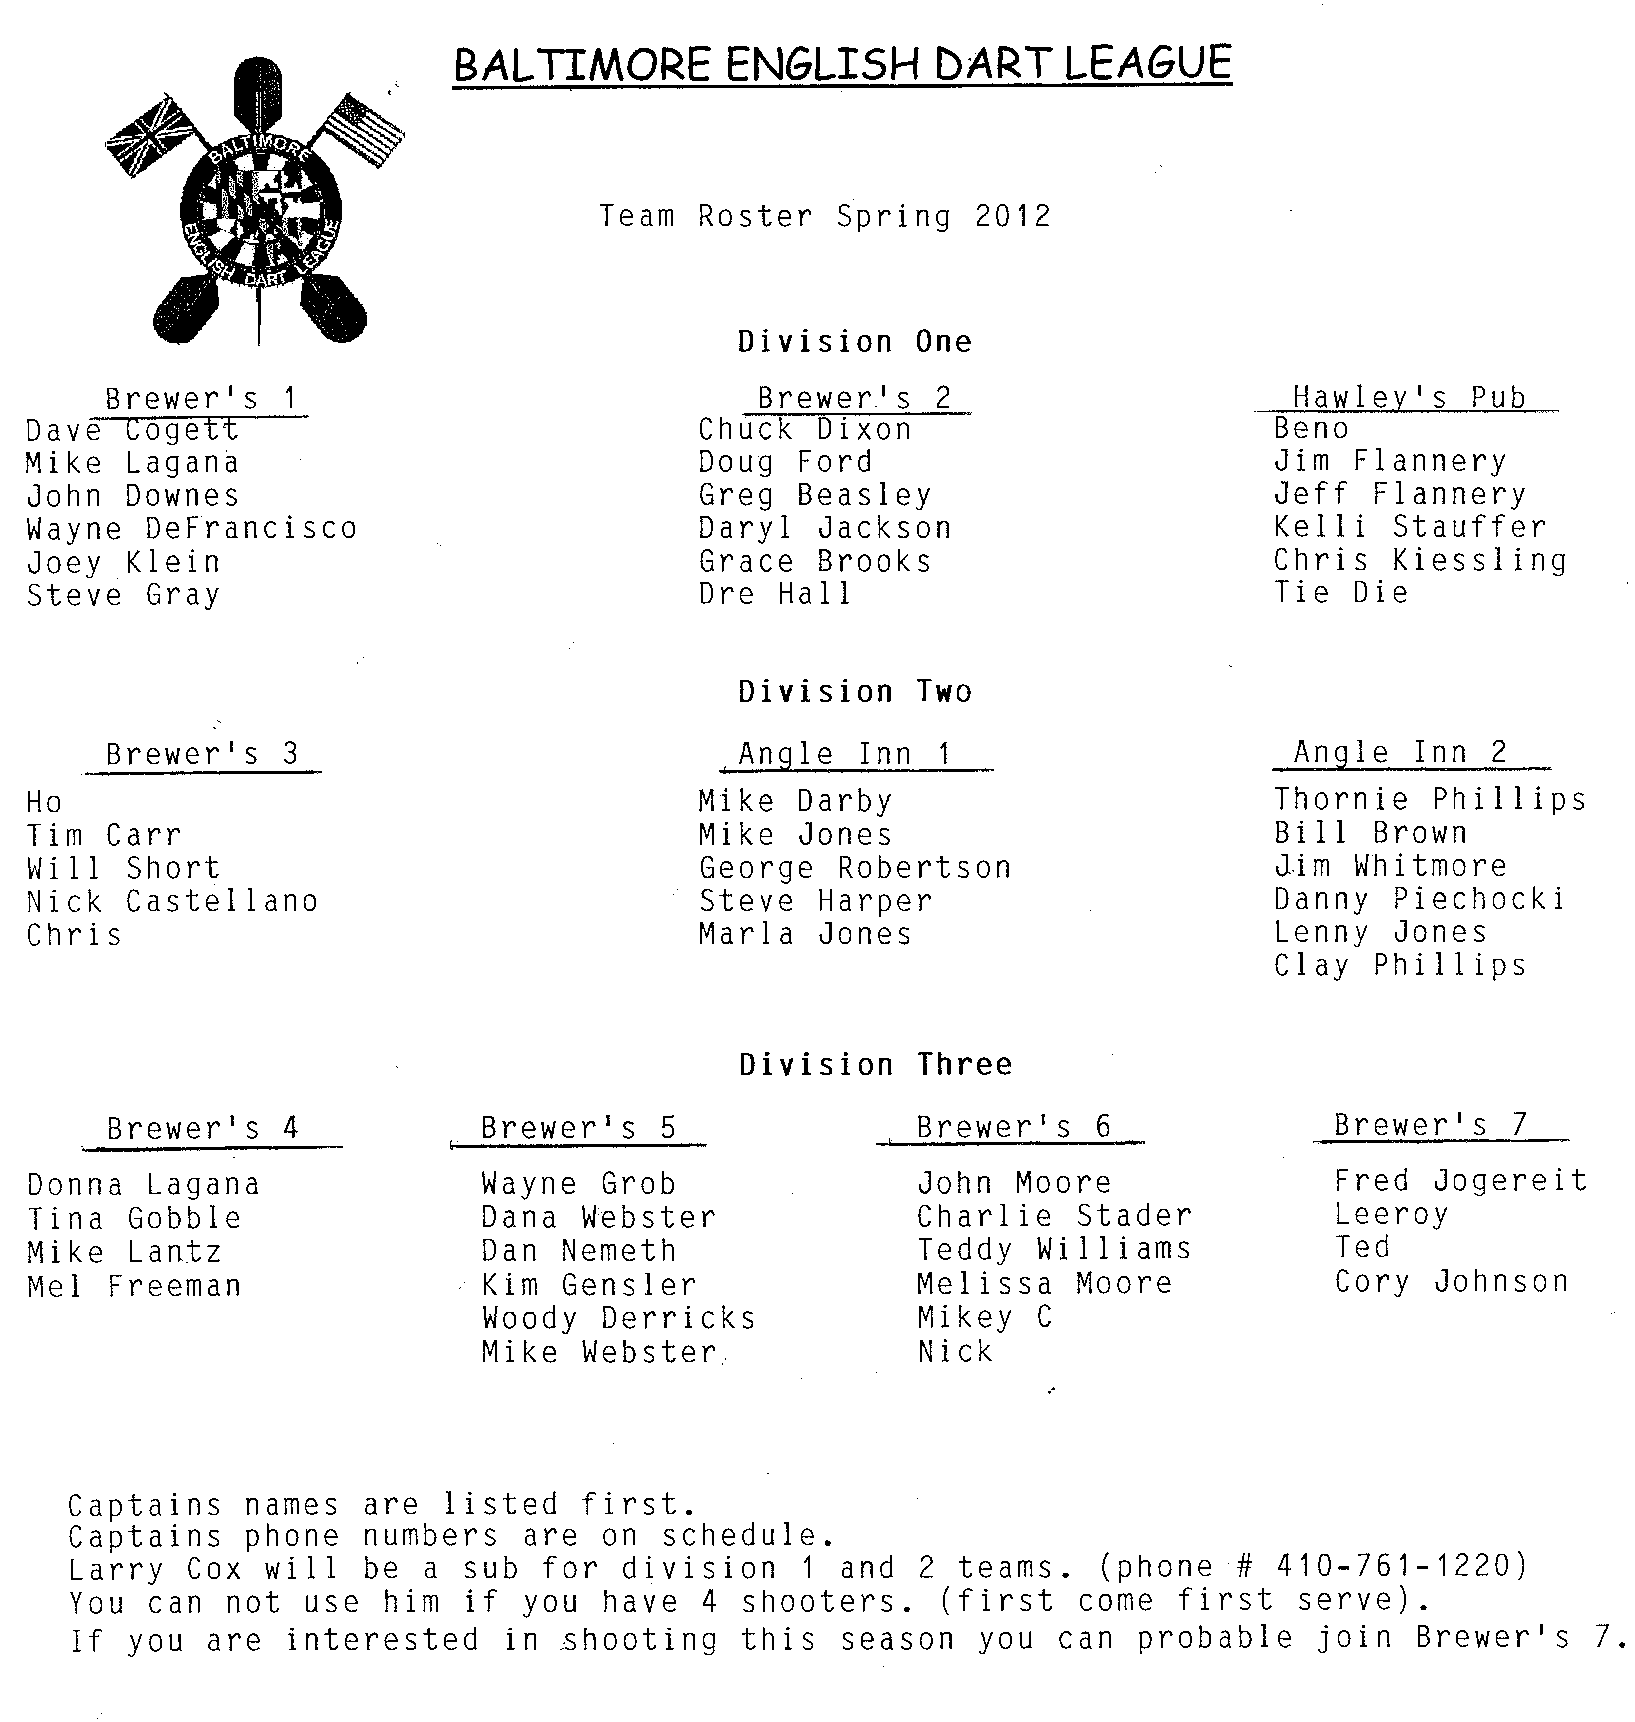 BALTIMORE ENGLISH DART LEAGUE
BALTIMORE
ENGLISH DART LEAGUE
Team Roster Spring 2012
Division One
Brewer's 1
Dave Cogett
Mike Lagana
John Downes
Wayne DeFrancisco
Joey Klein
Steve Gray
Brewer's 2
Chuck Dixon
Doug Ford
Greg Beasley
Daryl Jackson
Grace Brooks
Dre Hall
Hawley's Pub
Beno
Jim Flannery
Jeff Flannery
Kelli Stauffer
Chris Kiessling
Tie Die
Division Two
Brewer's 3
Ho
Tim Carr
Will Short
Nick Castellano
Chris
Angle Inn 1
Mike Darby
Mike Jones
George Robertson
Steve Harper
Marla Jones
Angle Inn 2
Thornie Phillips
Bill Brown
Jim Whitmore
Danny Piechocki
Lenny Jones
Clay Phillips
Division Three
Brewer's 4
Donna Lagana
Tina Gobble
Mike Lantz
Mel Freeman
Brewer's 5
Wayne Grob
Dana Webster
Dan Nemeth
Kim Gensler
Woody Derricks
Mike Webster
Brewer's 6
John Moore
Charlie Stader
Teddy Williams
Melissa Moore
Mikey C
Nick
Brewer's 7
Fred Jogereit
Leeroy
Ted
Cory Johnson
Captains names are listed first.
Captains phone numbers are on schedule.
Larry Cox will be a sub for division 1 and 2 teams. (phone # 410-761-1220)
You can not use him if you have 4 shooters. (first come first serve).
If you are interested in shooting this season you can probable join Brewer's 7.